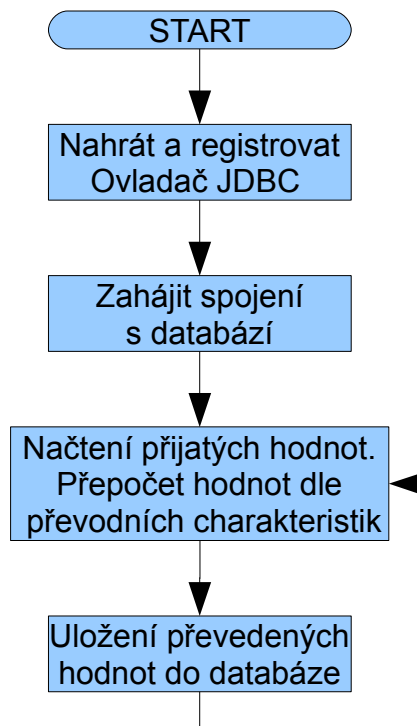 START
Nahrát a registrovat
Ovladač JDBC
Zahájit spojení
s databází
Načtení přijatých hodnot.
Přepočet hodnot dle
převodních charakteristik
Uložení převedených
hodnot do databáze